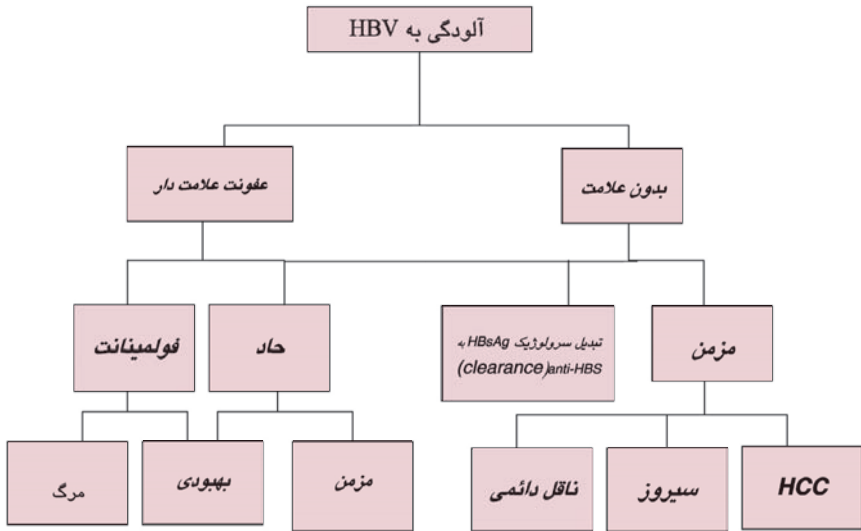 آلودگی به HBV
بدون علامت
عفونت علامت دار
مزمن
تبدیل سرولوژیک HBsAg به
anti-HBS(clearance)
حاد
فولمینانت
HCC
سیروز
ناقل دائمی
مزمن
بهبودی
مرگ